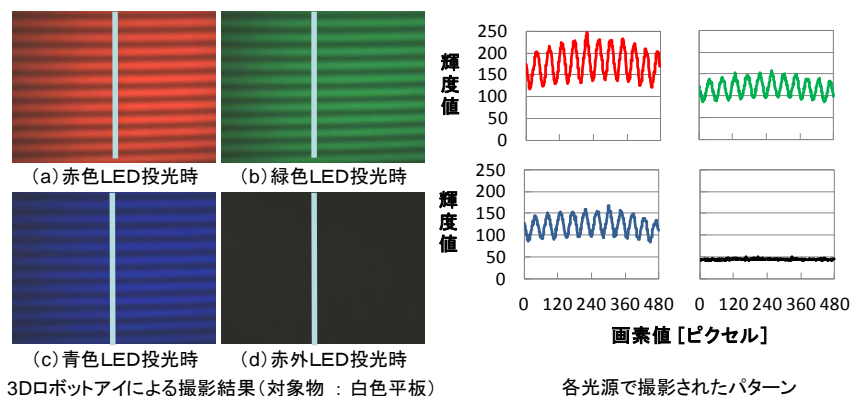 (a)赤色LED投光時
(b)緑色LED投光時
(c)青色LED投光時
(d)赤外LED投光時
3Dロボットアイによる撮影結果(対象物 : 白色平板)
輝度値
250
200
150
100
50
0
輝度値
250
200
150
100
50
0
0 120 240 360 480
0 120 240 360 480
画素値 [ピクセル]
各光源で撮影されたパターン